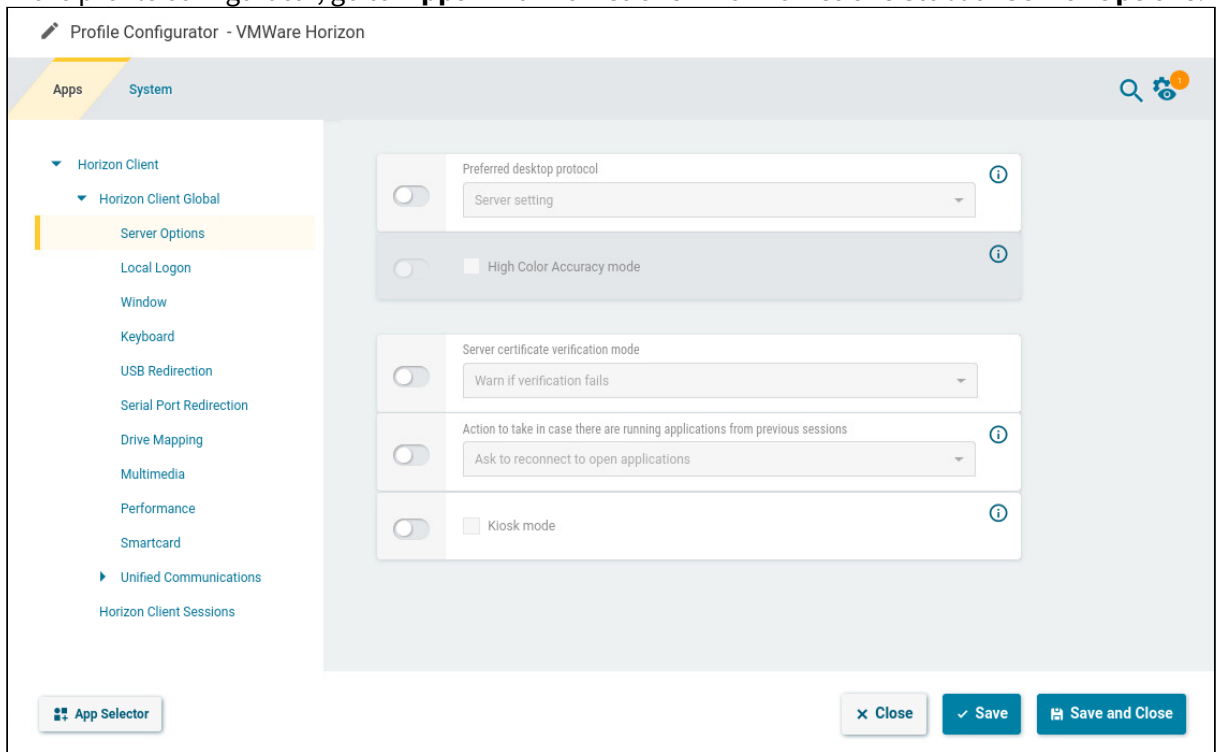 Profile Configurator - VMWare Horizon
Apps
System
1
Horizon Client
Horizon Client Global
Server Options
Local Logon
Window
Keyboard
USB Redirection
Serial Port Redirection
Drive Mapping
Multimedia
Performance
Smartcard
Unified Communications
Horizon Client Sessions
Preferred desktop protocol
Server setting
High Color Accuracy mode
Server certificate verification mode
Warn if verification fails
Action to take in case there are running applications from previous sessions
Ask to reconnect to open applications
Kiosk mode
App Selector
Close
Save
Save and Close